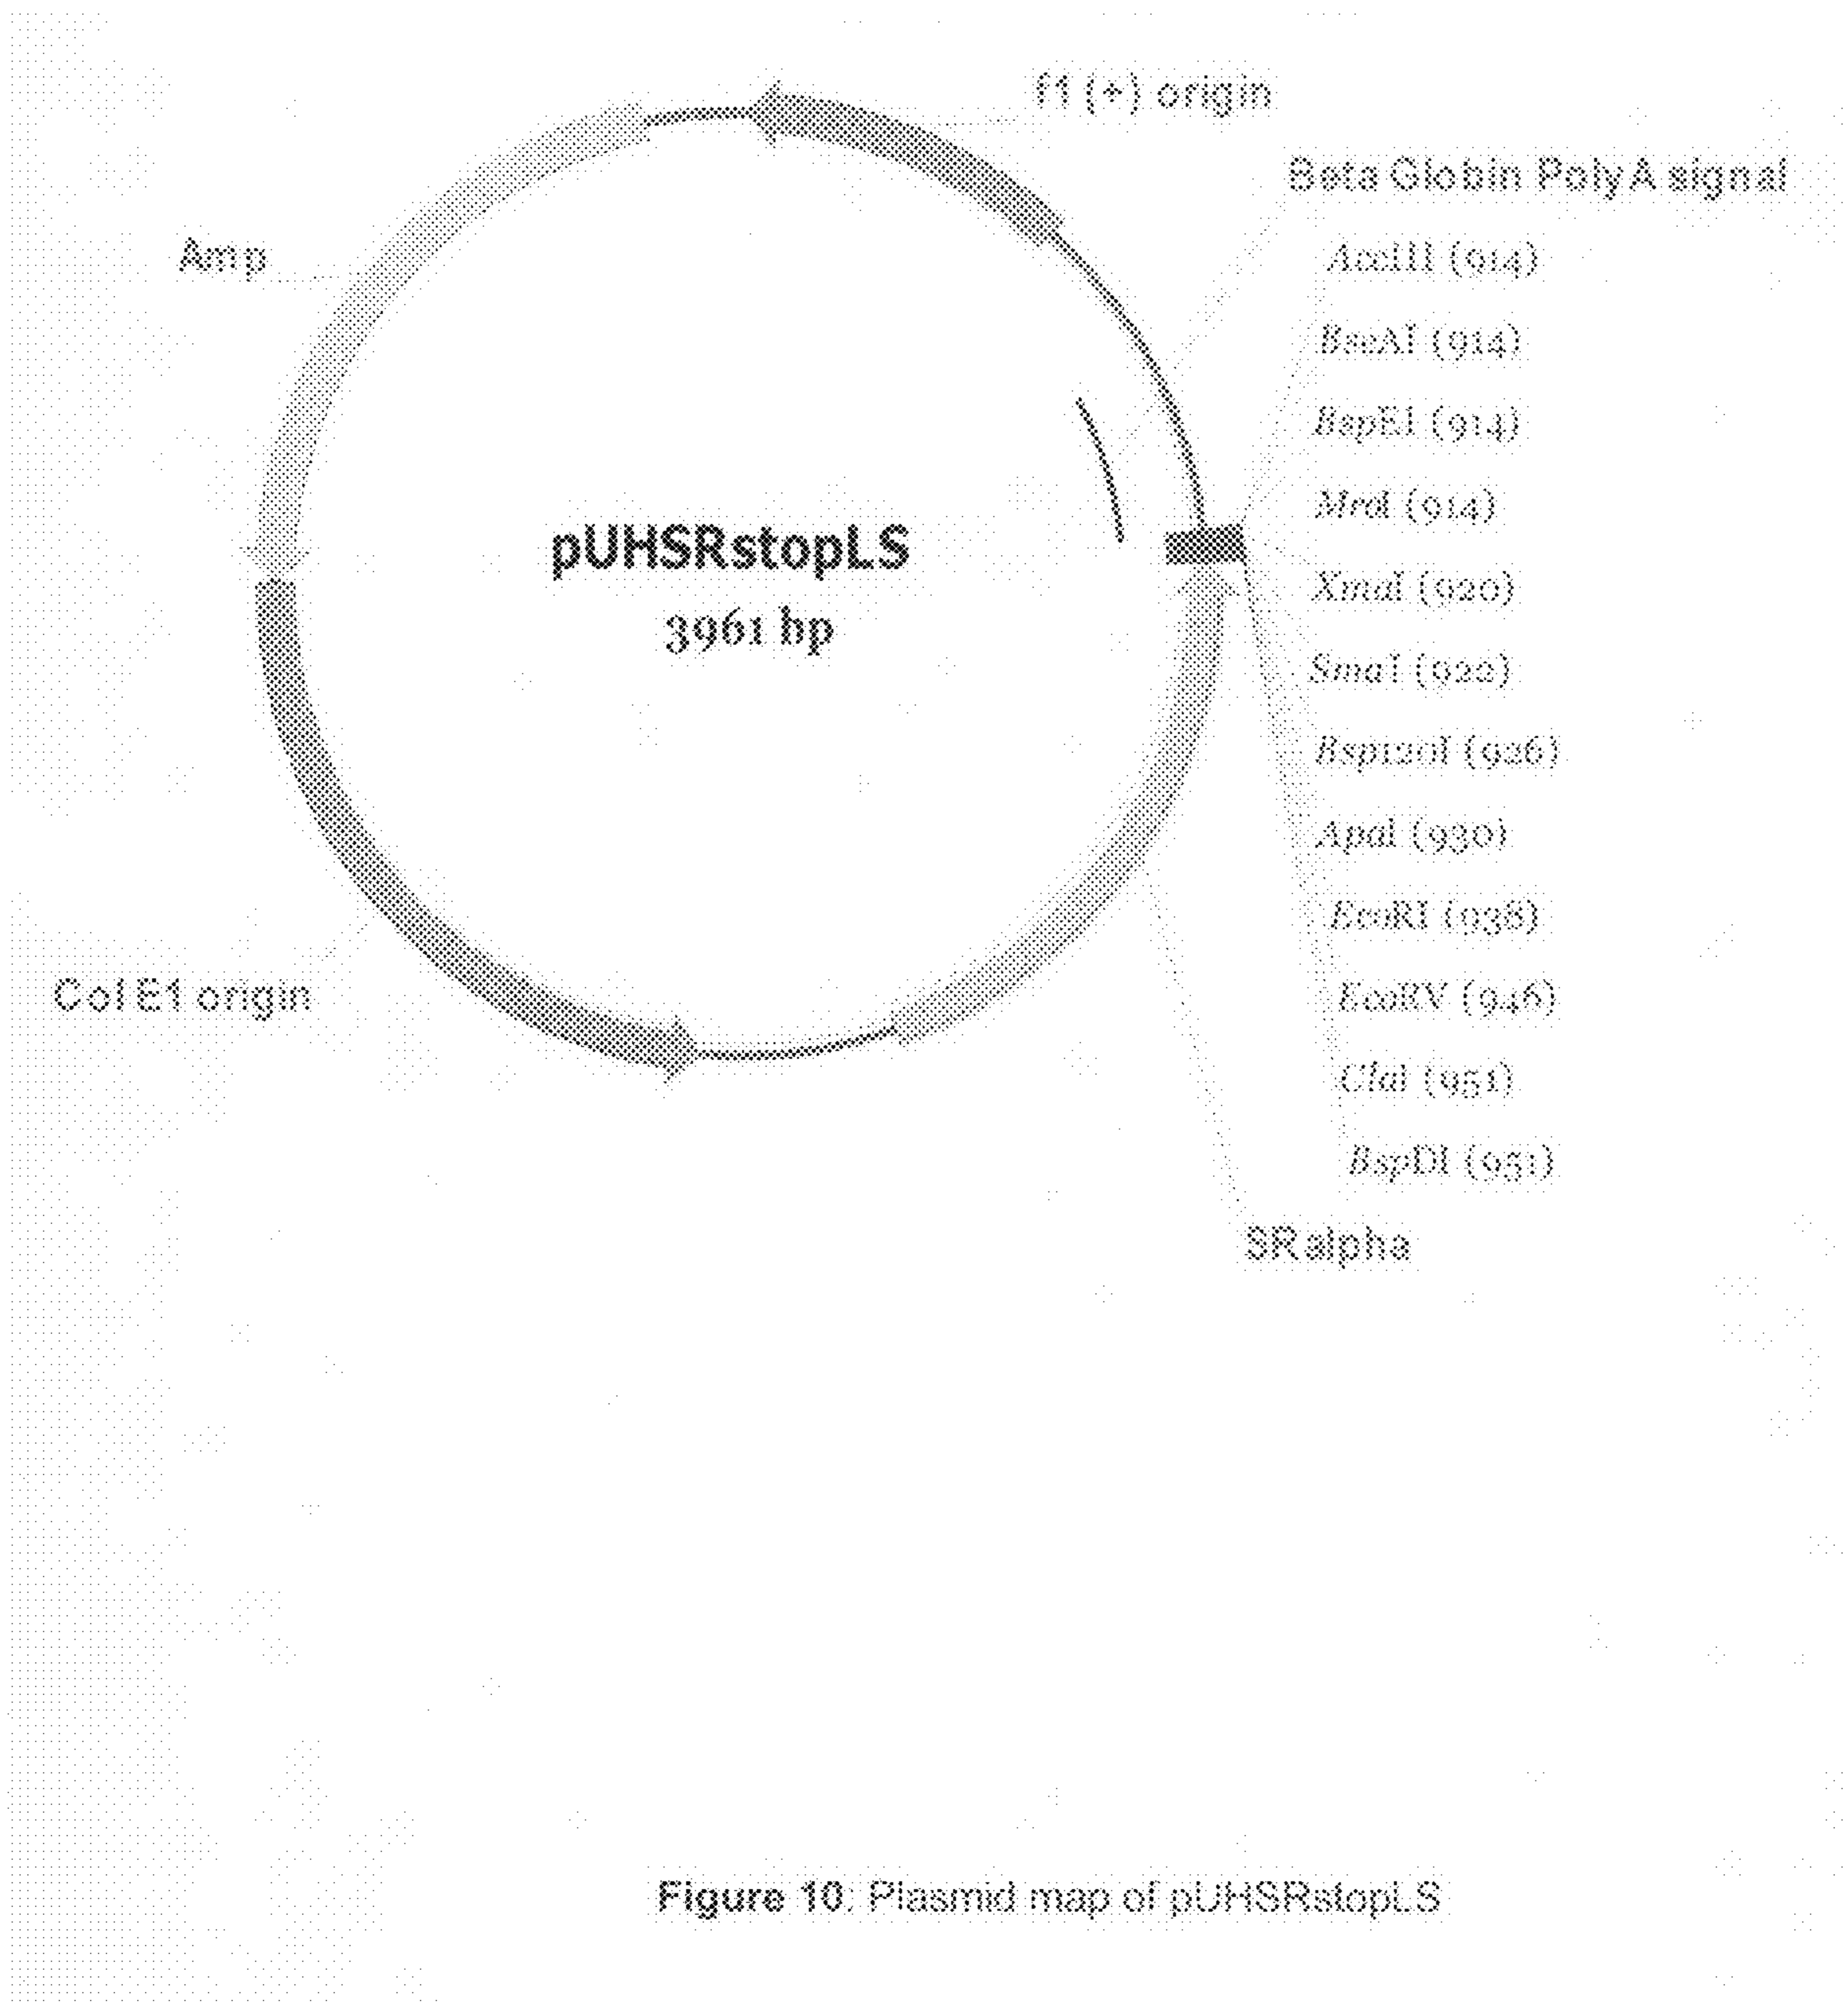 f1 (+) origin
Beta Globin PolyA signal
Amp
AccIII (914)
BseAI (914)
BspEI (914)
MroI (914)
XmaI (920)
SmaI (922)
Bsp120I (926)
ApaI (930)
EcoRI (938)
EcoRV (946)
ClaI (951)
BspDI (951)
pUHSRstopLS
3961 bp
Col E1 origin
SRalpha
Figure 10: Plasmid map of pUHSRstopLS